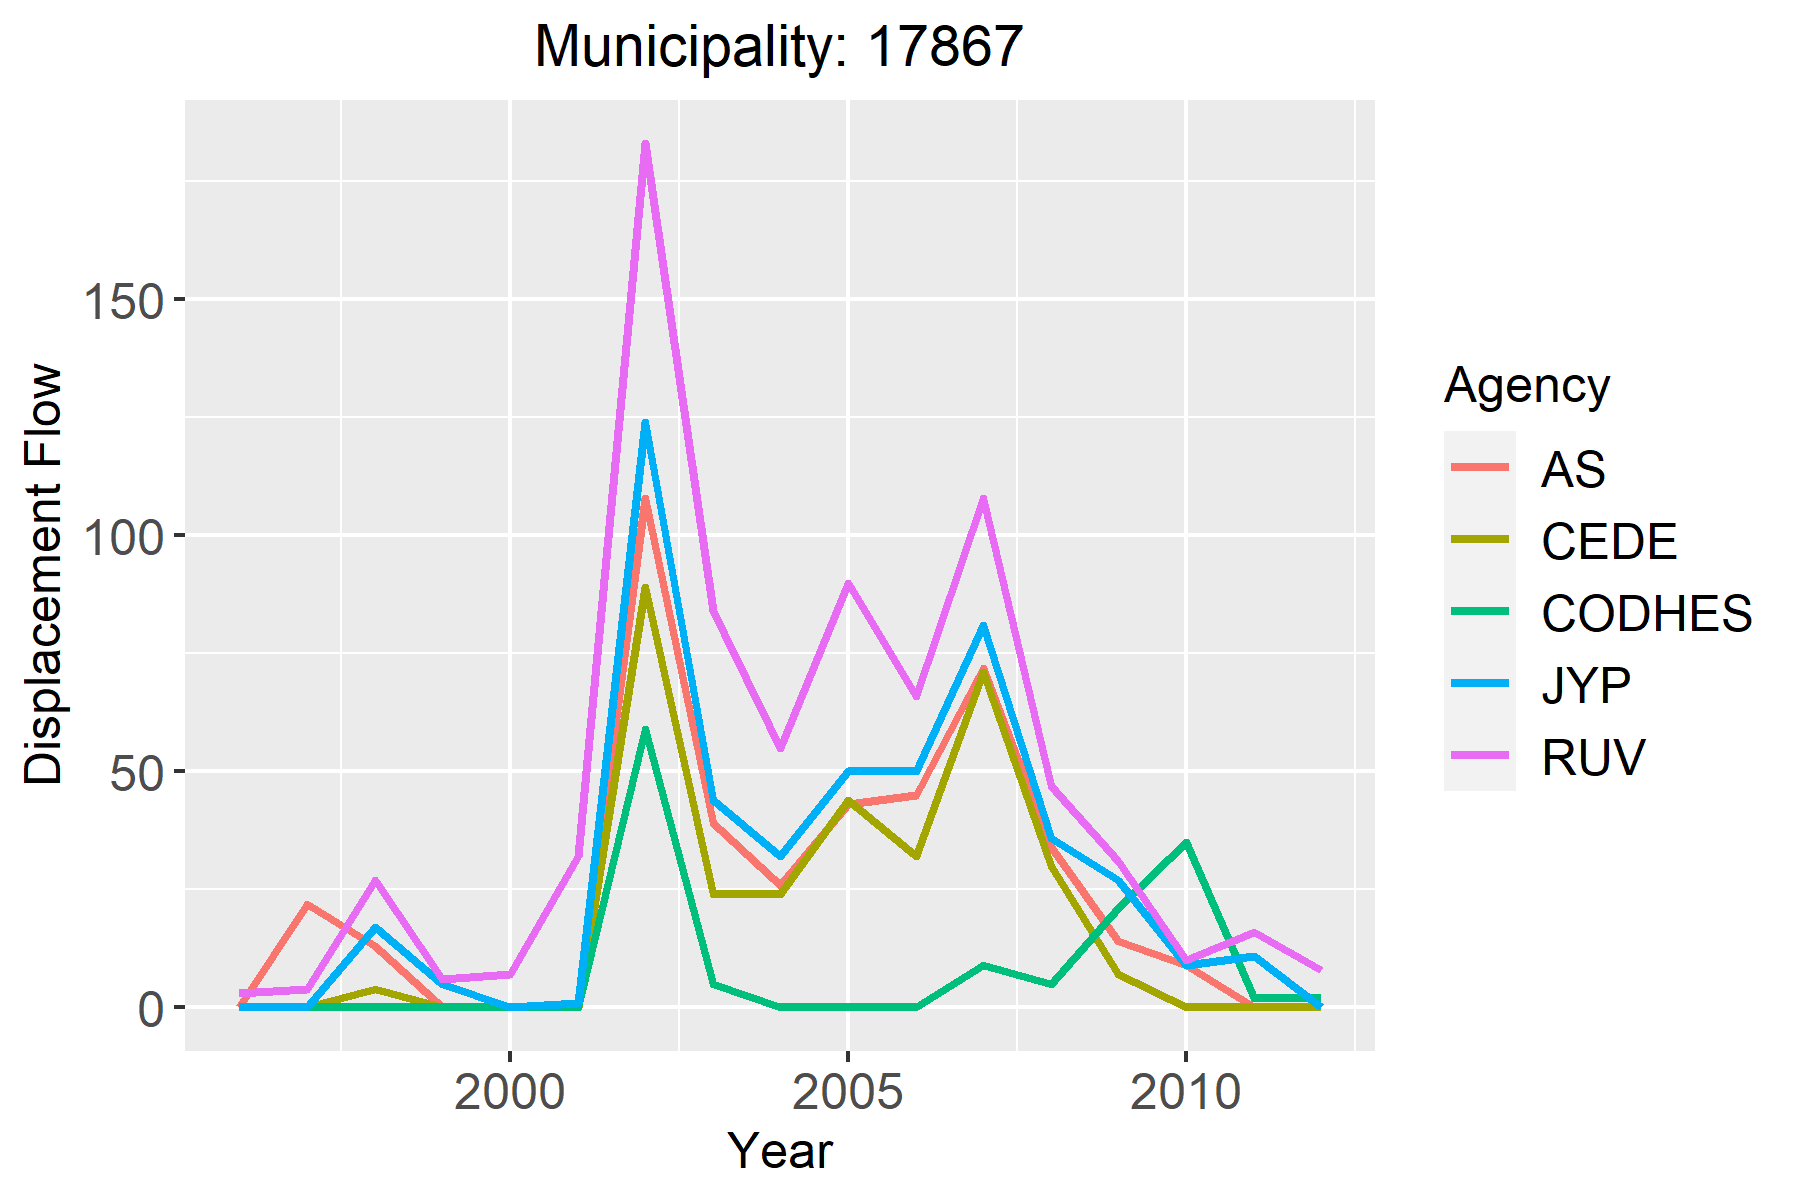 Municipality: 17867
Displacement Flow
150
100
50
0
2000 2005 2010
Year
Agency
AS
CEDE
CODHES
JYP
RUV